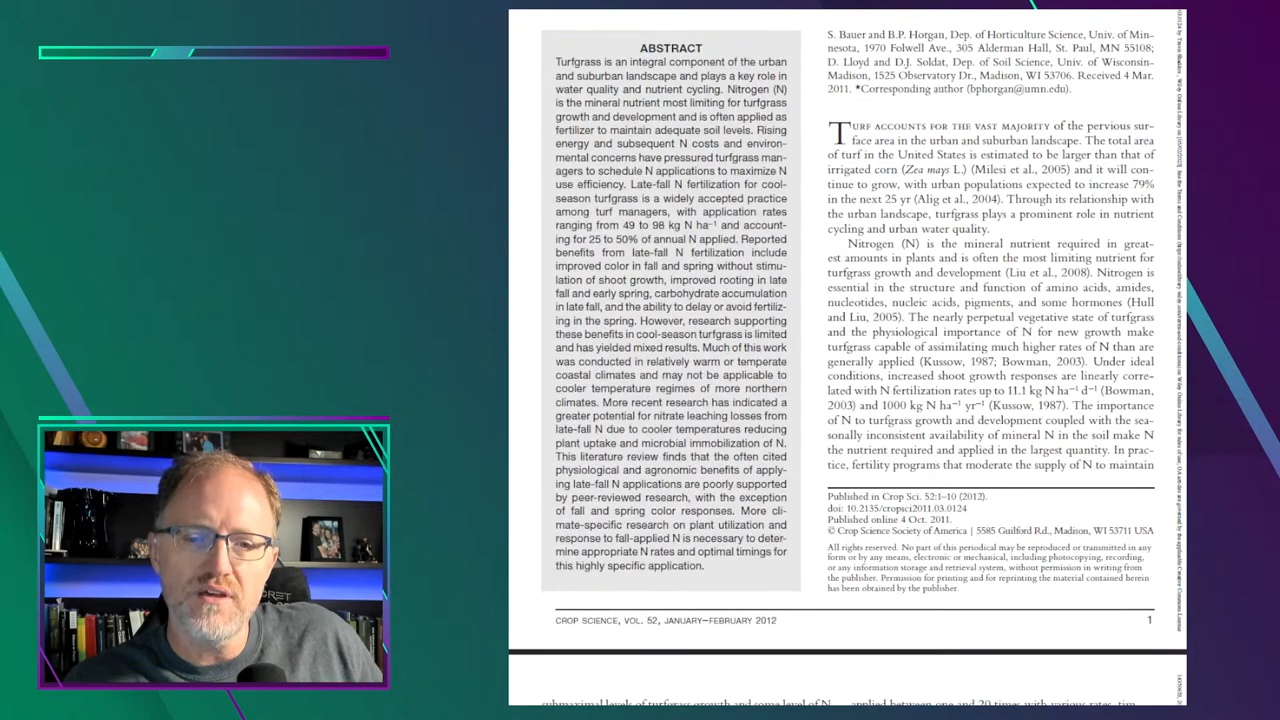 ABSTRACT
Turfgrass is an integral component of the urban
and suburban landscape and plays a key role in
water quality and nutrient cycling. Nitrogen (N)
is the mineral nutrient most limiting for turfgrass
growth and development and is often applied as
fertilizer to maintain adequate soil levels. Rising
energy and subsequent N costs and environ-
mental concerns have pressured turfgrass man-
agers to schedule N applications to maximize N
use efficiency. Late-fall N fertilization for cool-
season turfgrass is a widely accepted practice
among turf managers, with application rates
ranging from 49 to 98 kg N ha⁻¹ and account-
ing for 25 to 50% of annual N applied. Reported
benefits from late-fall N fertilization include
improved color in fall and spring without stimu-
lation of shoot growth, improved rooting in late
fall and early spring, carbohydrate accumulation
in late fall, and the ability to delay or avoid fertiliz-
ing in the spring. However, research supporting
these benefits in cool-season turfgrass is limited
and has yielded mixed results. Much of this work
was conducted in relatively warm or temperate
coastal climates and may not be applicable to
cooler temperature regimes of more northern
climates. More recent research has indicated a
greater potential for nitrate leaching losses from
late-fall N due to cooler temperatures reducing
plant uptake and microbial immobilization of N.
This literature review finds that the often cited
physiological and agronomic benefits of apply-
ing late-fall N applications are poorly supported
by peer-reviewed research, with the exception
of fall and spring color responses. More cli-
mate-specific research on plant utilization and
response to fall-applied N is necessary to deter-
mine appropriate N rates and optimal timings for
this highly specific application.
S. Bauer and B.P. Horgan, Dep. of Horticulture Science, Univ. of Min-
nesota, 1970 Folwell Ave., 305 Alderman Hall, St. Paul, MN 55108;
D. Lloyd and D.J. Soldat, Dep. of Soil Science, Univ. of Wisconsin-
Madison, 1525 Observatory Dr., Madison, WI 53706. Received 4 Mar.
2011. *Corresponding author (bphorgan@umn.edu).
TURF ACCOUNTS FOR THE VAST MAJORITY of the pervious sur-
face area in the urban and suburban landscape. The total area
of turf in the United States is estimated to be larger than that of
irrigated corn (Zea mays L.) (Milesi et al., 2005) and it will con-
tinue to grow, with urban populations expected to increase 79%
in the next 25 yr (Alig et al., 2004). Through its relationship with
the urban landscape, turfgrass plays a prominent role in nutrient
cycling and urban water quality.
Nitrogen (N) is the mineral nutrient required in great-
est amounts in plants and is often the most limiting nutrient for
turfgrass growth and development (Liu et al., 2008). Nitrogen is
essential in the structure and function of amino acids, amides,
nucleotides, nucleic acids, pigments, and some hormones (Hull
and Liu, 2005). The nearly perpetual vegetative state of turfgrass
and the physiological importance of N for new growth make
turfgrass capable of assimilating much higher rates of N than are
generally applied (Kussow, 1987; Bowman, 2003). Under ideal
conditions, increased shoot growth responses are linearly corre-
lated with N fertilization rates up to 11.1 kg N ha⁻¹ d⁻¹ (Bowman,
2003) and 1000 kg N ha⁻¹ yr⁻¹ (Kussow, 1987). The importance
of N to turfgrass growth and development coupled with the sea-
sonally inconsistent availability of mineral N in the soil make N
the nutrient required and applied in the largest quantity. In prac-
tice, fertility programs that moderate the supply of N to maintain
Published in Crop Sci. 52:1–10 (2012).
doi: 10.2135/cropsci2011.03.0124
Published online 4 Oct. 2011.
© Crop Science Society of America | 5585 Guilford Rd., Madison, WI 53711 USA
All rights reserved. No part of this periodical may be reproduced or transmitted in any
form or by any means, electronic or mechanical, including photocopying, recording,
or any information storage and retrieval system, without permission in writing from
the publisher. Permission for printing and for reprinting the material contained herein
has been obtained by the publisher.
CROP SCIENCE, VOL. 52, JANUARY–FEBRUARY 2012 1
submaximal levels of turfgrass growth and some level of N
applied between one and 20 times with various rates, tim-